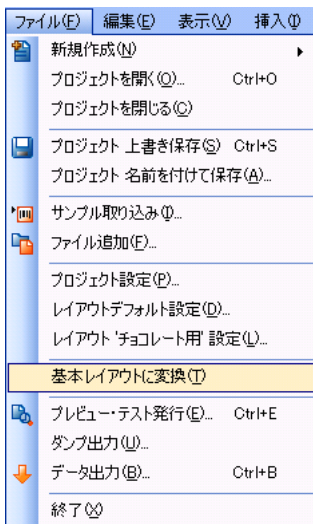 ファイル(F) 編集(E) 表示(V) 挿入(I)
新規作成(N)
プロジェクトを開く(O)... Ctrl+O
プロジェクトを閉じる(C)
プロジェクト 上書き保存(S) Ctrl+S
プロジェクト 名前を付けて保存(A)...
サンプル取り込み(I)...
ファイル追加(F)...
プロジェクト設定(P)...
レイアウトデフォルト設定(D)...
レイアウト 'チョコレート用' 設定(L)...
基本レイアウトに変換(T)
プレビュー・テスト発行(E)... Ctrl+E
ダンプ出力(U)...
データ出力(B)... Ctrl+B
終了(X)